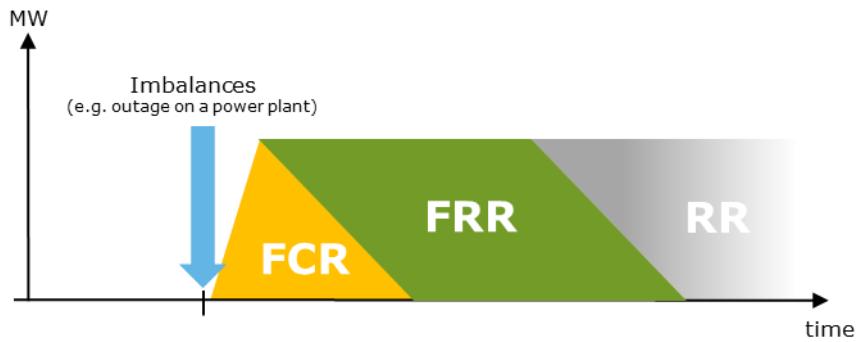 MW
Imbalances
(e.g. outage on a power plant)
FCR
FRR
RR
time